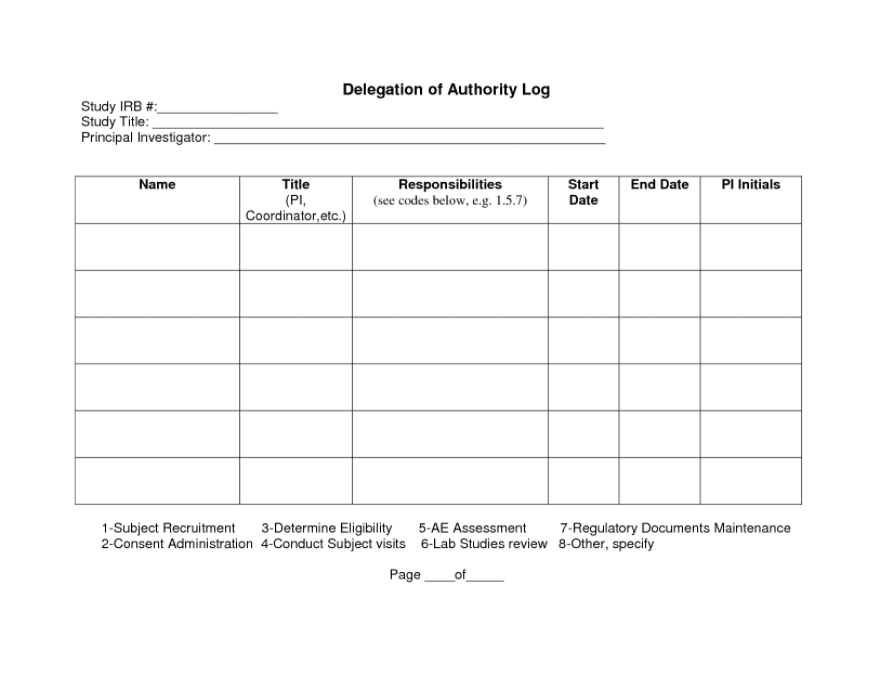 Delegation of Authority Log
Study IRB #:_________________
Study Title: ____________________________________________________________
Principal Investigator: ____________________________________________________
Name Title Responsibilities Start End Date PI Initials
(PI, (see codes below, e.g. 1.5.7) Date
Coordinator,etc.)
1-Subject Recruitment 3-Determine Eligibility 5-AE Assessment 7-Regulatory Documents Maintenance
2-Consent Administration 4-Conduct Subject visits 6-Lab Studies review 8-Other, specify
Page ____of_____